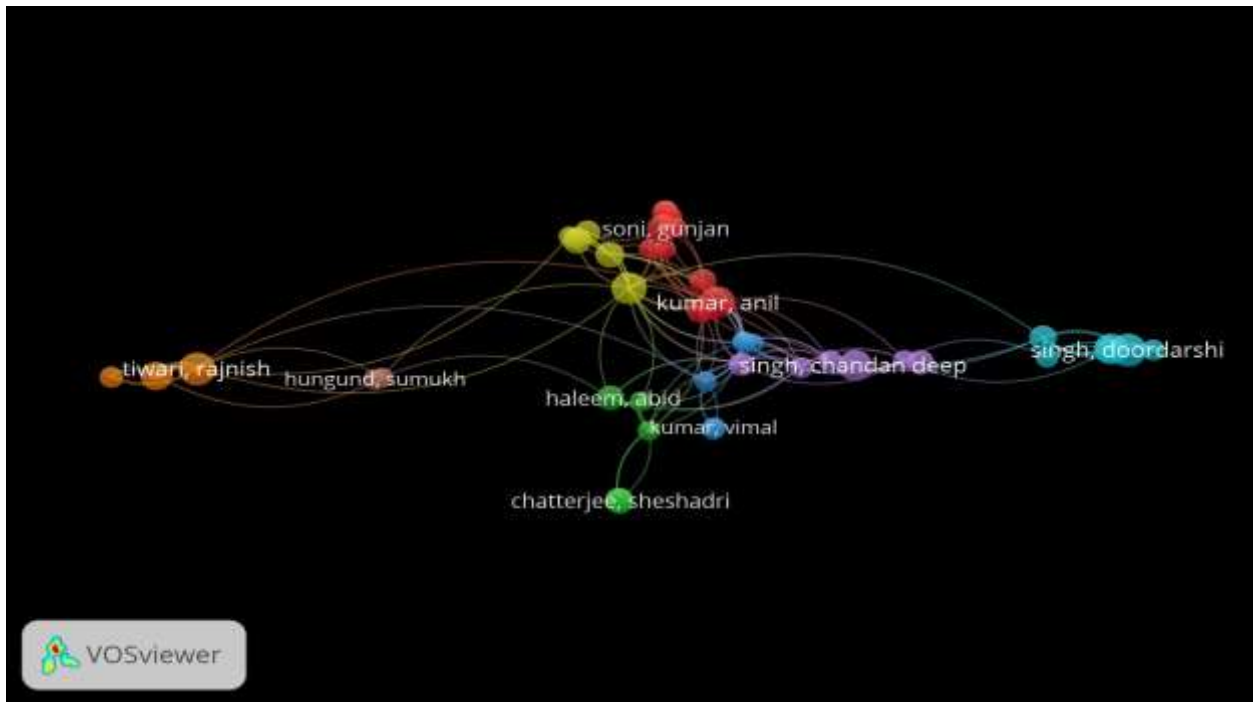 soni, gunjan
kumar, anil
singh, doordarshi
tiwari, rajnish
singh, chandan deep
hungund, sumukh
haleem, abid
kumar, vimal
chatterjee, sheshadri
VOSviewer